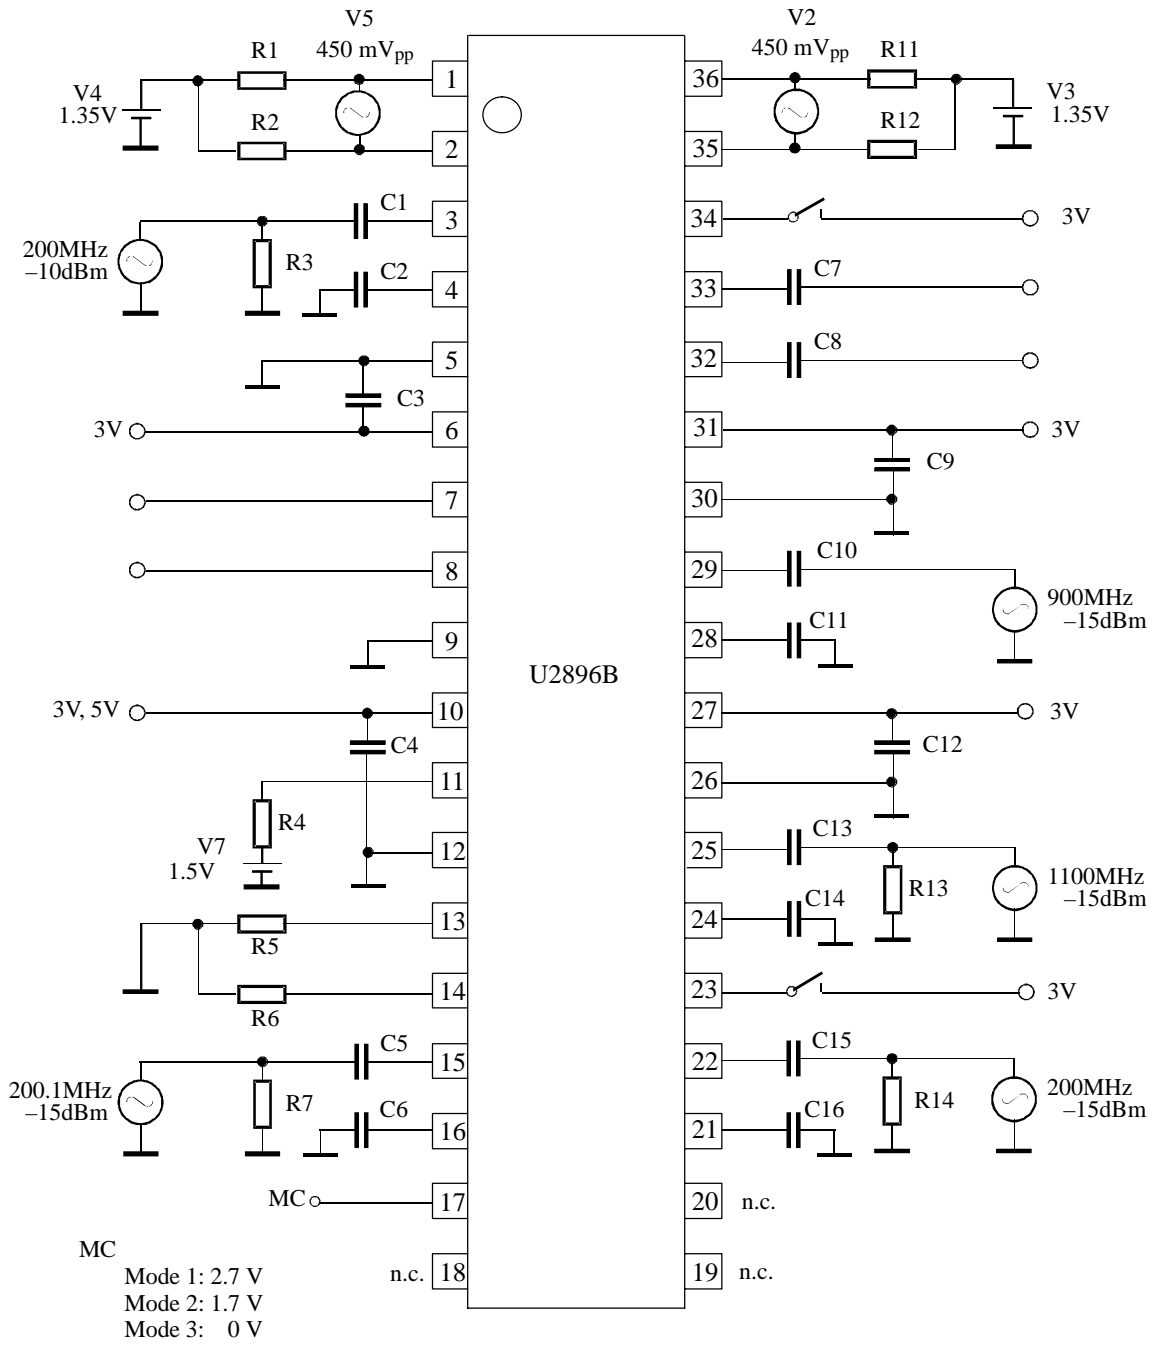 V5
450 mVpp
V2
450 mVpp
R1
R11
1
36
V4
1.35V
V3
1.35V
R2
R12
2
35
C1
3
34
3V
200MHz
–10dBm
R3
C2
C7
4
33
5
C8
32
C3
3V
6
31
3V
C9
7
30
8
C10
29
900MHz
–15dBm
C11
9
28
U2896B
3V, 5V
10
27
3V
C4
C12
11
26
R4
V7
1.5V
C13
12
25
R13
1100MHz
–15dBm
C14
13
24
R5
14
23
3V
R6
C5
C15
15
22
200.1MHz
–15dBm
R7
C6
C16
R14
200MHz
–15dBm
16
21
MC
17
20
n.c.
MC
n.c.
18
19
n.c.
Mode 1: 2.7 V
Mode 2: 1.7 V
Mode 3: 0 V